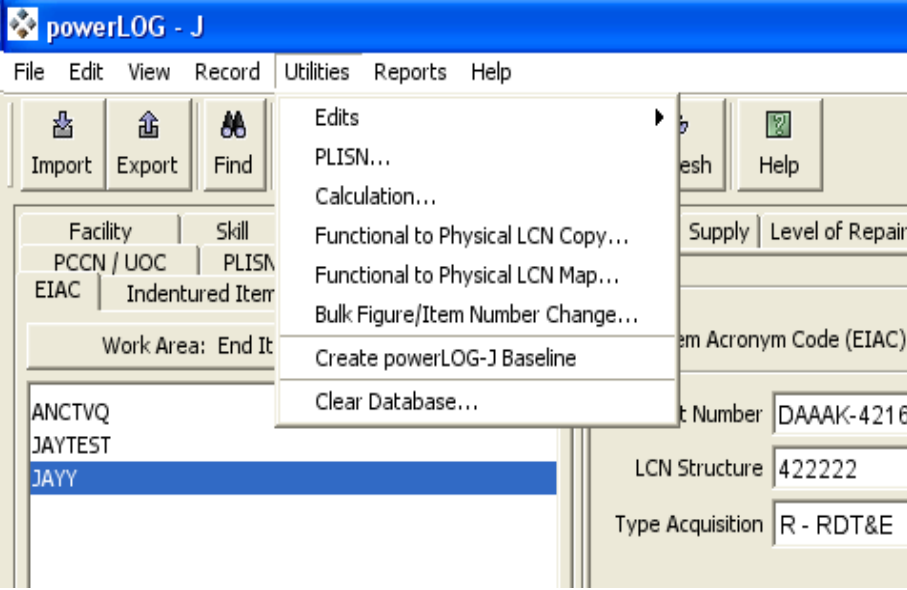 powerLOG - J
File Edit View Record Utilities Reports Help
Import Export Find Help
Edits
PLISN...
Calculation...
Functional to Physical LCN Copy...
Functional to Physical LCN Map...
Bulk Figure/Item Number Change...
Create powerLOG-J Baseline
Clear Database...
Facility Skill Supply Level of Repair
PCCN / UOC PLISN
EIAC Indentured Item
Work Area: End It
em Acronym Code (EIAC)
ANCTVQ
JAYTEST
JAYY
t Number DAAAK-4216
LCN Structure 422222
Type Acquisition R - RDT&E